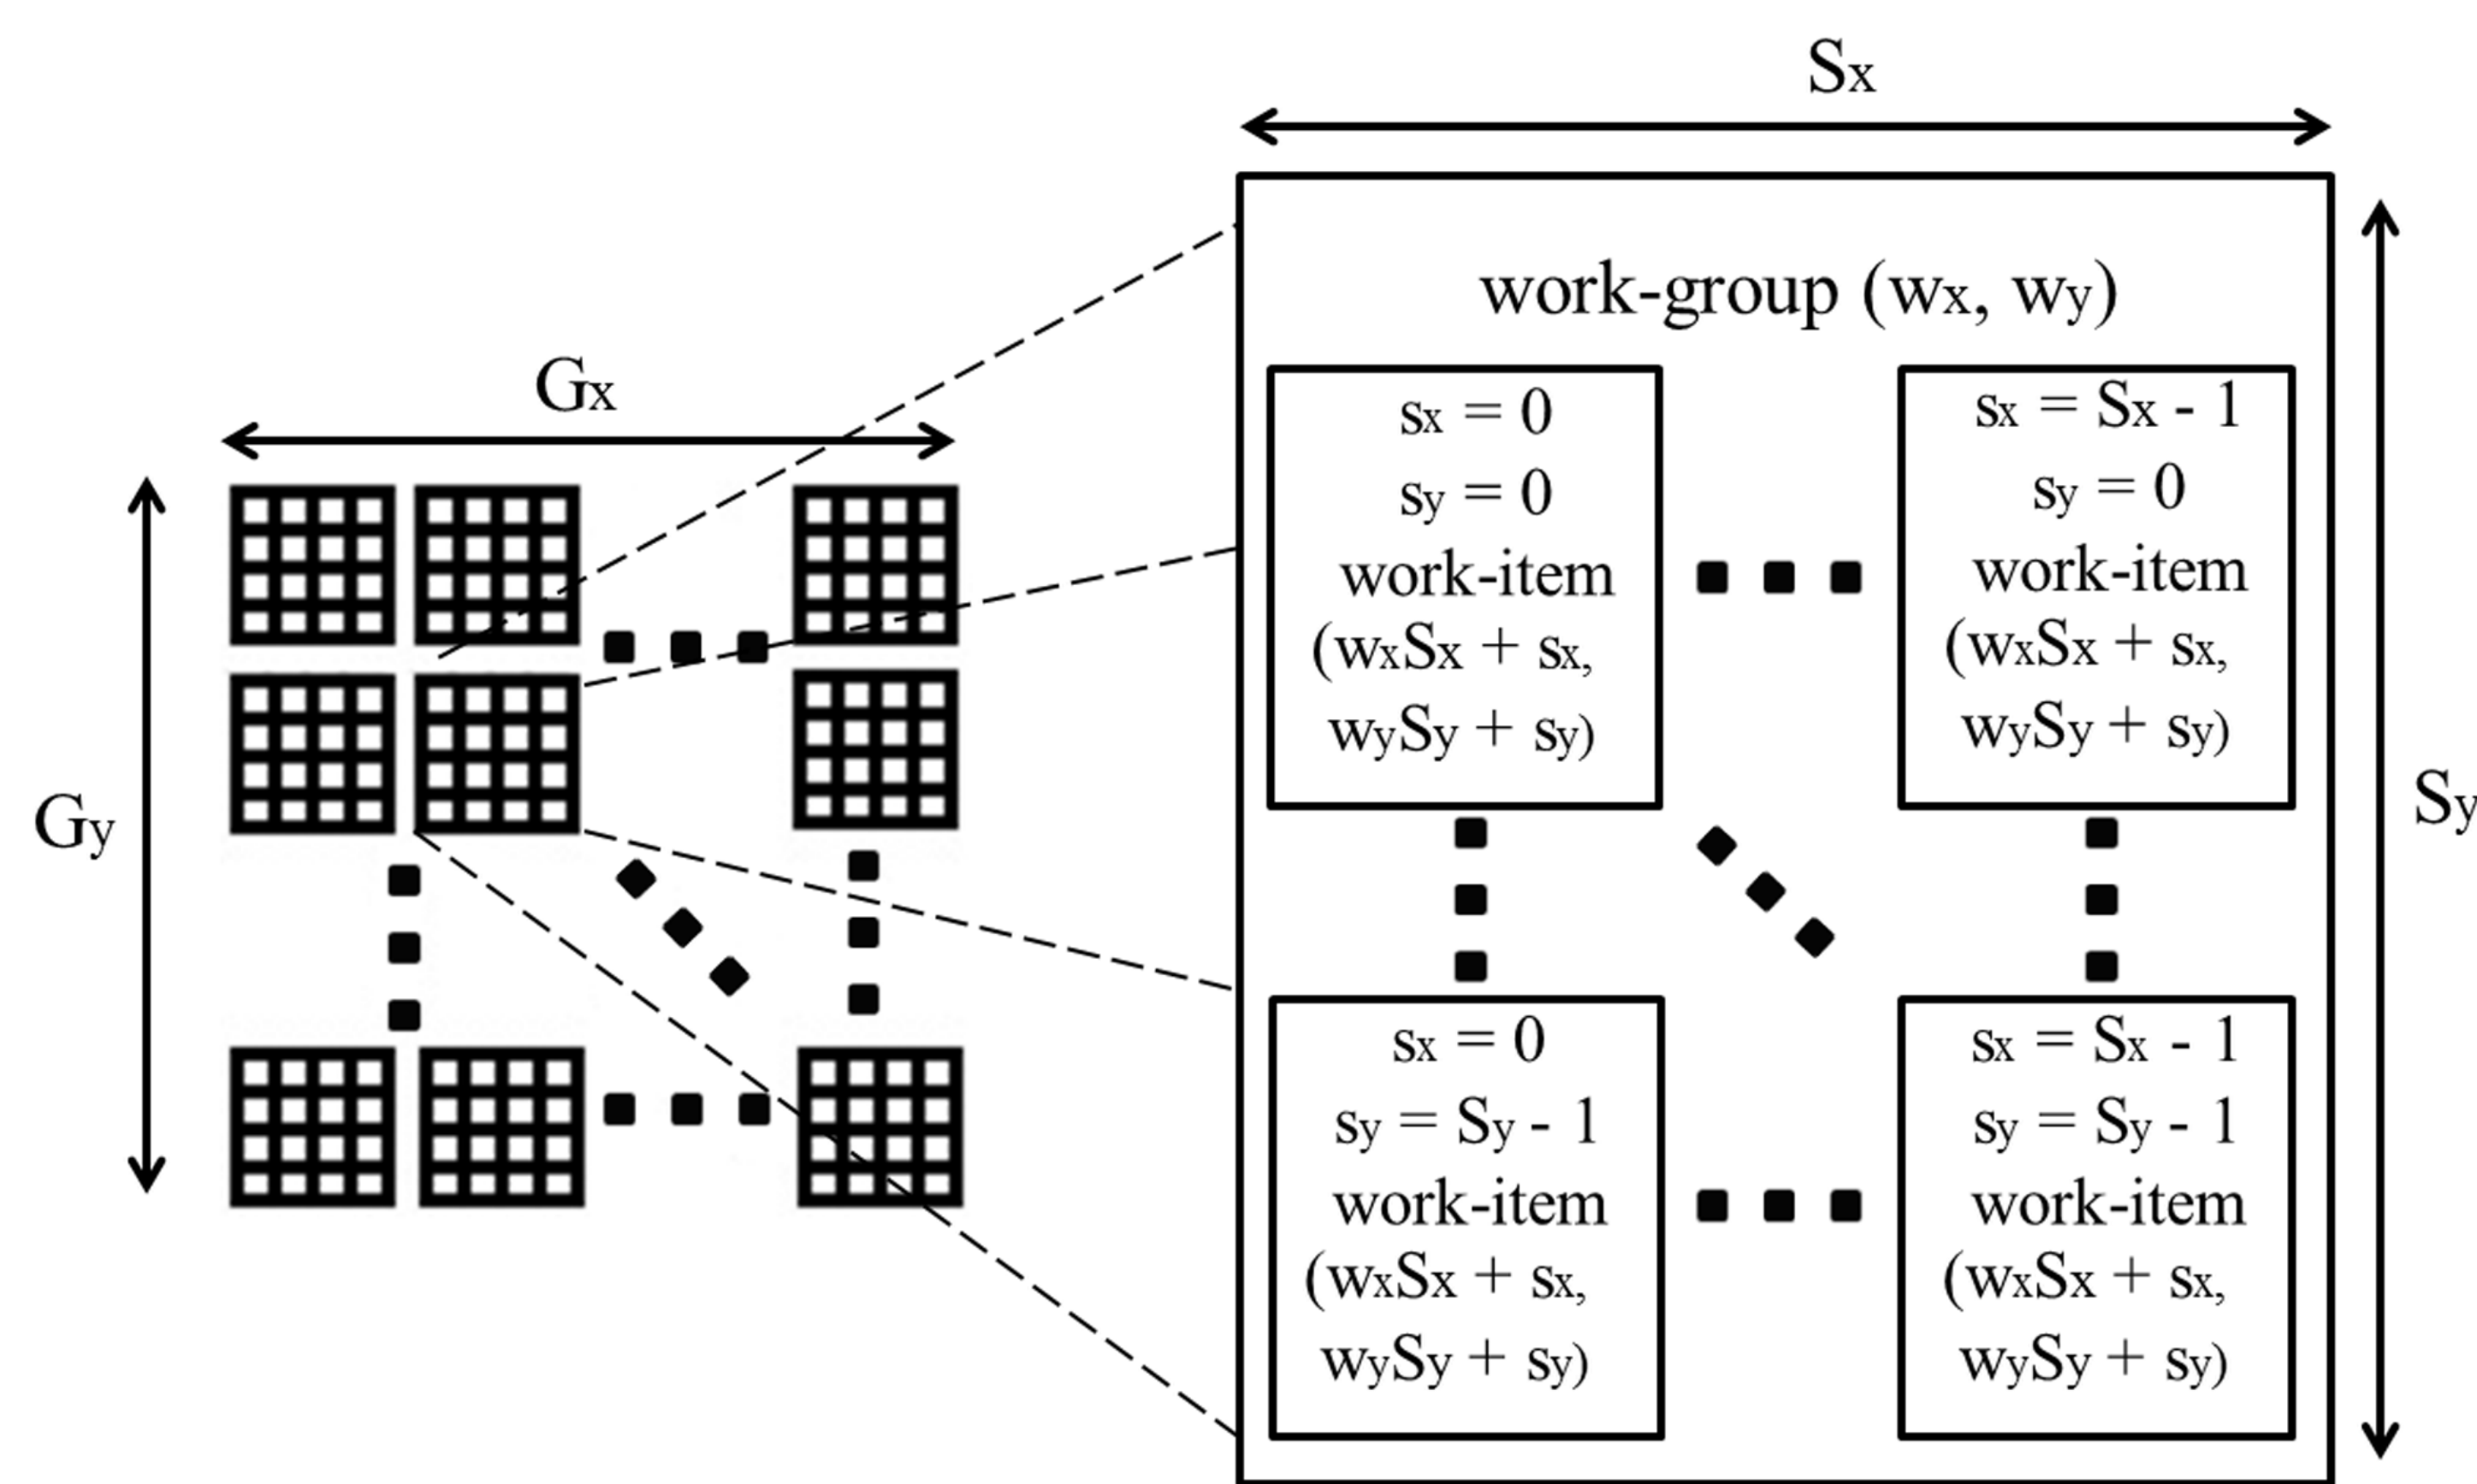 Sx
work-group (wx, wy)
Gx
Gy
Sy
sx = 0
sy = 0
work-item
(wxSx + sx,
wySy + sy)
sx = Sx - 1
sy = 0
work-item
(wxSx + sx,
wySy + sy)
sx = 0
sy = Sy - 1
work-item
(wxSx + sx,
wySy + sy)
sx = Sx - 1
sy = Sy - 1
work-item
(wxSx + sx,
wySy + sy)